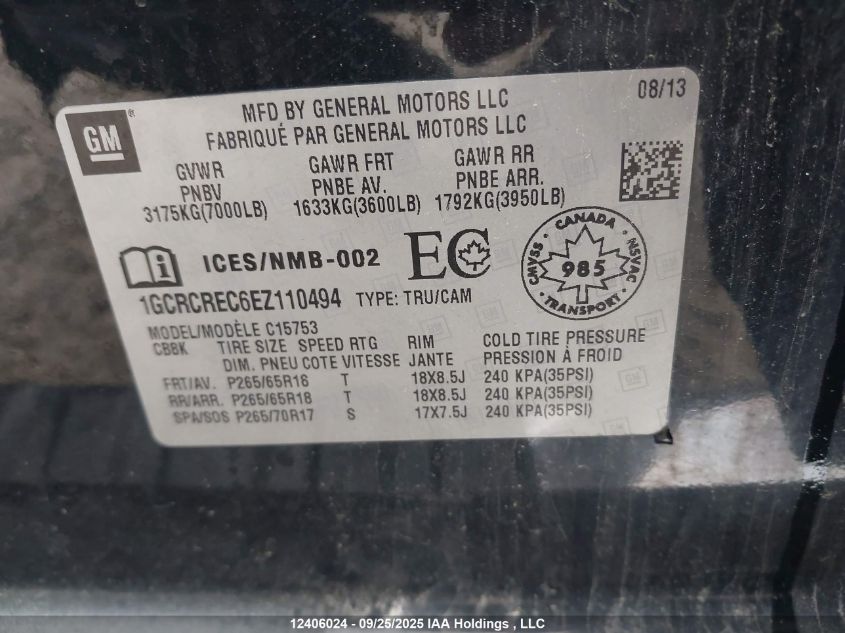 08/13
GM
MFD BY GENERAL MOTORS LLC
FABRIQUÉ PAR GENERAL MOTORS LLC
GVWR GAWR FRT GAWR RR
PNBV PNBE AV. PNBE ARR.
3175KG(7000LB) 1633KG(3600LB) 1792KG(3950LB)
ICES/NMB-002 EC
CANADA
CMVSS 985 NSVAC
TRANSPORT
1GCRCREC6EZ110494 TYPE: TRU/CAM
MODEL/MODÈLE C15753
CBBK TIRE SIZE SPEED RTG RIM COLD TIRE PRESSURE
DIM. PNEU COTE VITESSE JANTE PRESSION À FROID
FRT/AV. P265/65R18 T 18X8.5J 240 KPA(35PSI)
RR/ARR. P265/65R18 T 18X8.5J 240 KPA(35PSI)
SPA/SOS P265/70R17 S 17X7.5J 240 KPA(35PSI)
12406024 - 09/25/2025 IAA Holdings , LLC